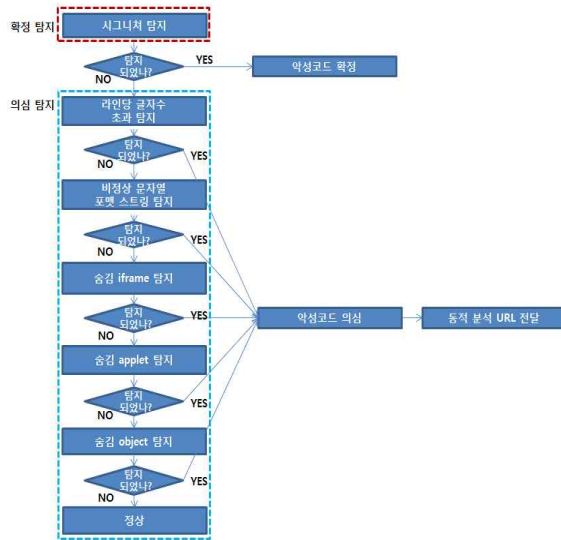 확정 탐지
시그니쳐 탐지
탐지
되었나?
YES
악성코드 확정
NO
의심 탐지
라인당 글자수
초과 탐지
탐지
되었나?
YES
NO
비정상 문자열
포맷 스트링 탐지
탐지
되었나?
YES
NO
숨김 iframe 탐지
탐지
되었나?
YES
악성코드 의심
동적 분석 URL 전달
NO
숨김 applet 탐지
탐지
되었나?
YES
NO
숨김 object 탐지
탐지
되었나?
YES
NO
정상